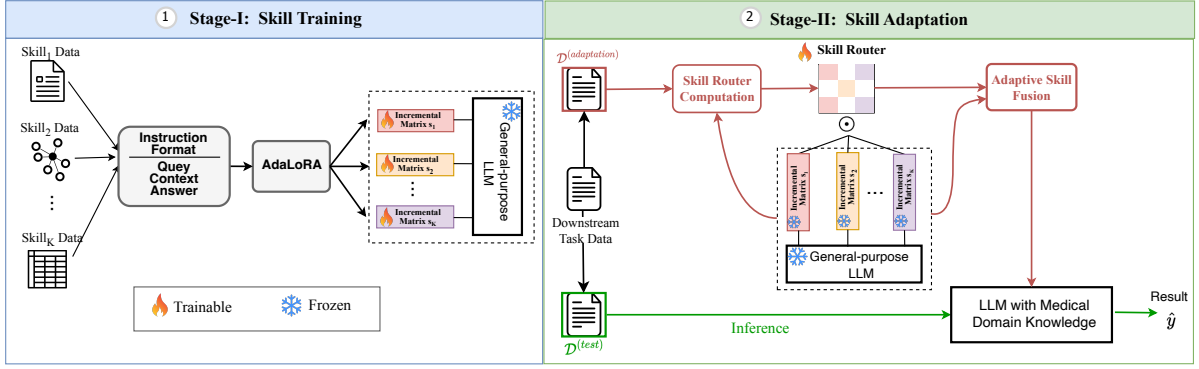 1 Stage-I: Skill Training
Skill1 Data
Skill2 Data
⋮
SkillK Data
Instruction
Format
Quey
Context
Answer
AdaLoRA
Incremental
Matrix s1
Incremental
Matrix s2
⋮
Incremental
Matrix sK
General-purpose
LLM
Trainable
Frozen
2 Stage-II: Skill Adaptation
D(adaptation)
Skill Router
Computation
Skill Router
Adaptive Skill
Fusion
Incremental
Matrix s1
Incremental
Matrix s2
...
Incremental
Matrix sK
General-purpose
LLM
Downstream
Task Data
D(test)
Inference
LLM with Medical
Domain Knowledge
Result
ŷ